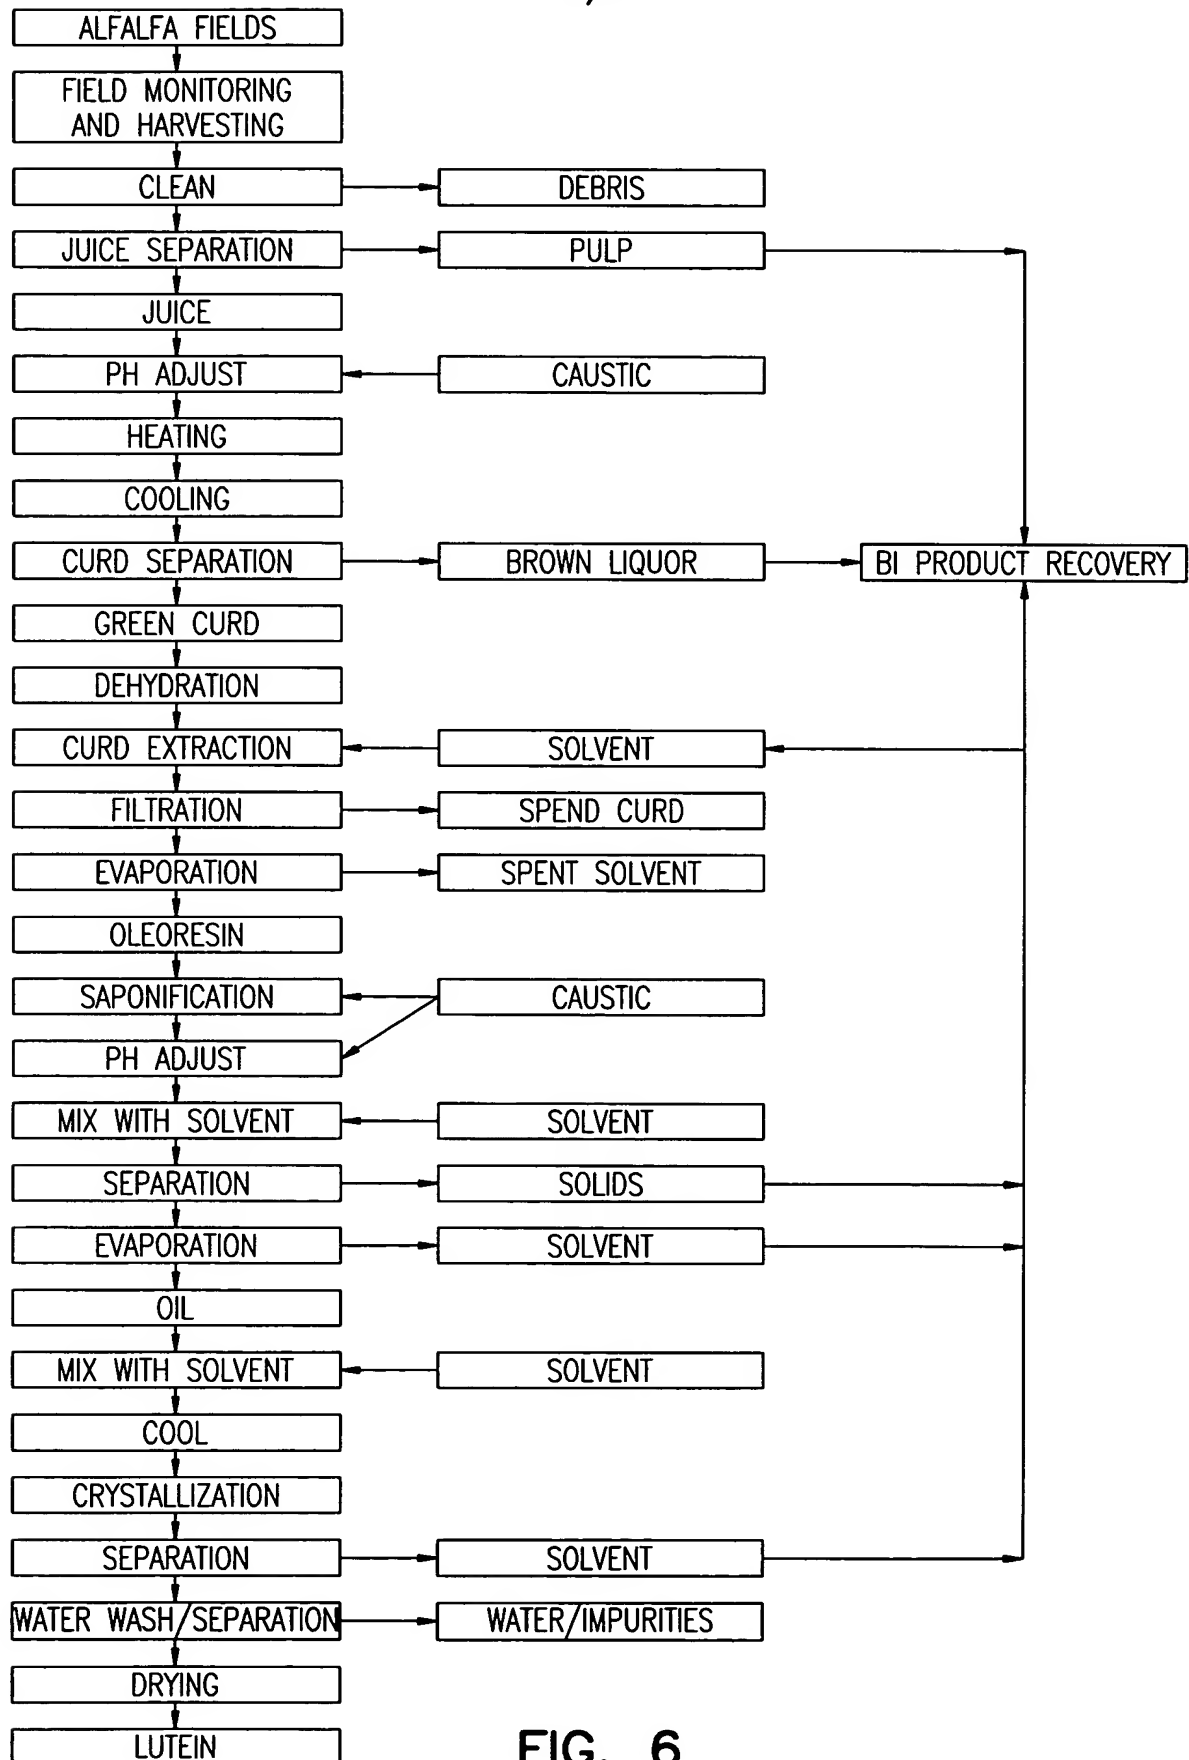 ALFALFA FIELDS
FIELD MONITORING
AND HARVESTING
CLEAN
DEBRIS
JUICE SEPARATION
PULP
JUICE
PH ADJUST
CAUSTIC
HEATING
COOLING
CURD SEPARATION
BROWN LIQUOR
BI PRODUCT RECOVERY
GREEN CURD
DEHYDRATION
CURD EXTRACTION
SOLVENT
FILTRATION
SPEND CURD
EVAPORATION
SPENT SOLVENT
OLEORESIN
SAPONIFICATION
CAUSTIC
PH ADJUST
MIX WITH SOLVENT
SOLVENT
SEPARATION
SOLIDS
EVAPORATION
SOLVENT
OIL
MIX WITH SOLVENT
SOLVENT
COOL
CRYSTALLIZATION
SEPARATION
SOLVENT
WATER WASH/SEPARATION
WATER/IMPURITIES
DRYING
LUTEIN
FIG. 6